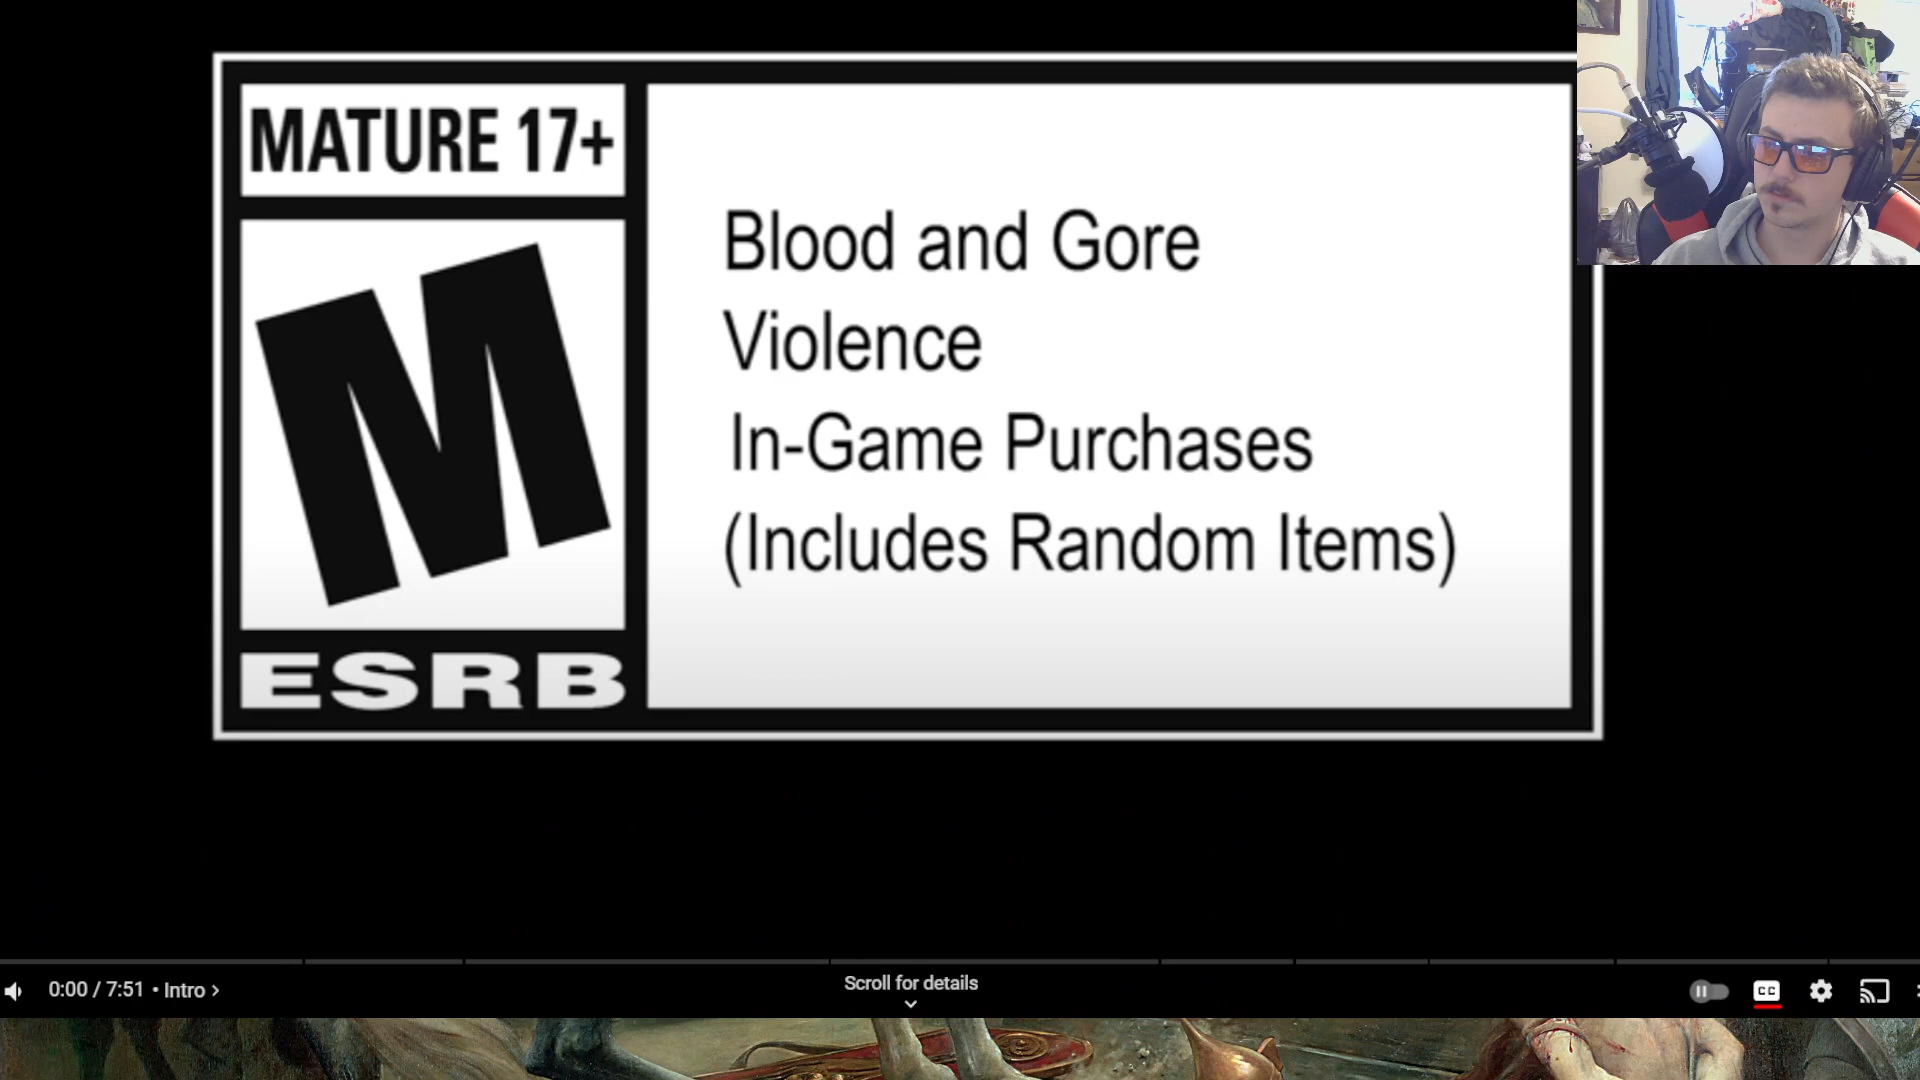 MATURE 17+
M
ESRB
Blood and Gore
Violence
In-Game Purchases
(Includes Random Items)
0:00 / 7:51 • Intro ›
Scroll for details
CC